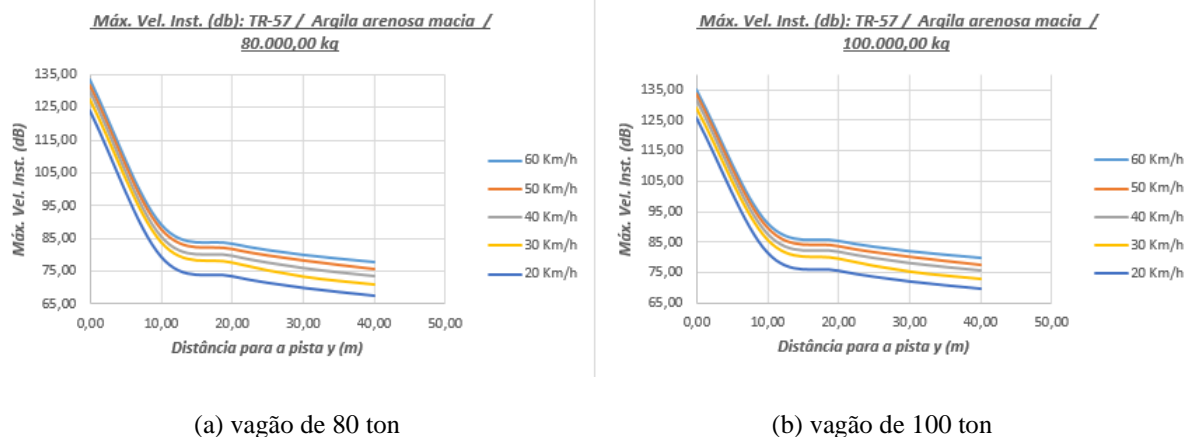 Máx. Vel. Inst. (db): TR-57 / Argila arenosa macia /
80.000,00 kg
135,00
125,00
115,00
105,00
95,00
85,00
75,00
65,00
Máx. Vel. Inst. (dB)
0,00 10,00 20,00 30,00 40,00 50,00
Distância para a pista y (m)
60 Km/h
50 Km/h
40 Km/h
30 Km/h
20 Km/h
(a) vagão de 80 ton
Máx. Vel. Inst. (db): TR-57 / Argila arenosa macia /
100.000,00 kg
135,00
125,00
115,00
105,00
95,00
85,00
75,00
65,00
Máx. Vel. Inst. (dB)
0,00 10,00 20,00 30,00 40,00 50,00
Distância para a pista y (m)
60 Km/h
50 Km/h
40 Km/h
30 Km/h
20 Km/h
(b) vagão de 100 ton